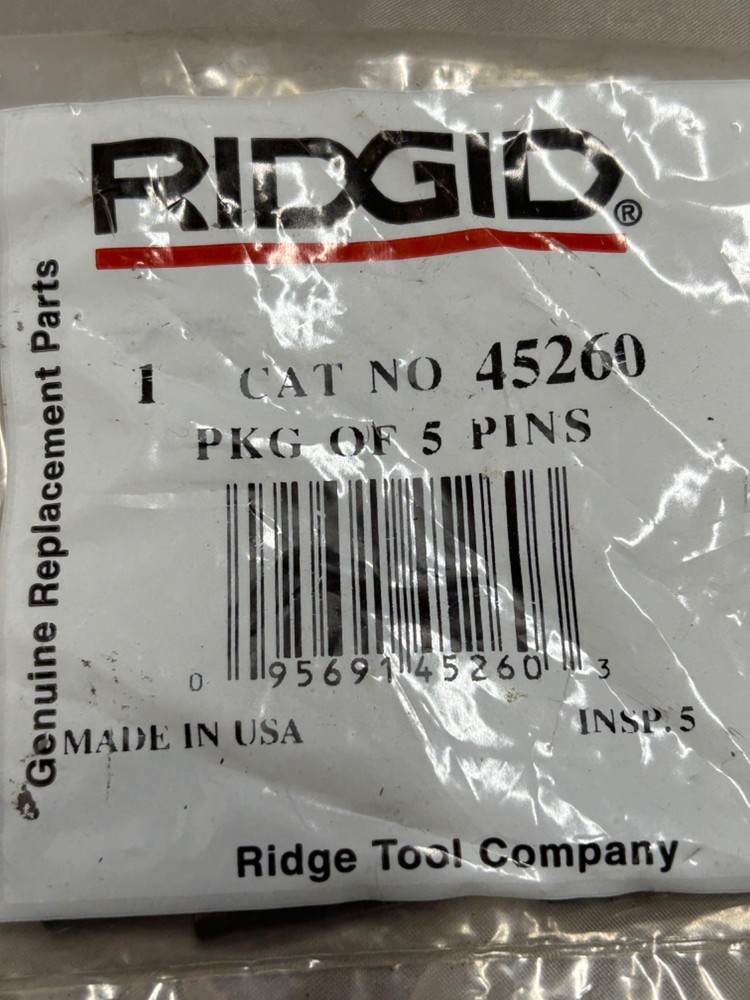 RIDGID®
1 CAT NO 45260
PKG OF 5 PINS
0 95691 45260 3
MADE IN USA INSP. 5
Ridge Tool Company
Genuine Replacement Parts